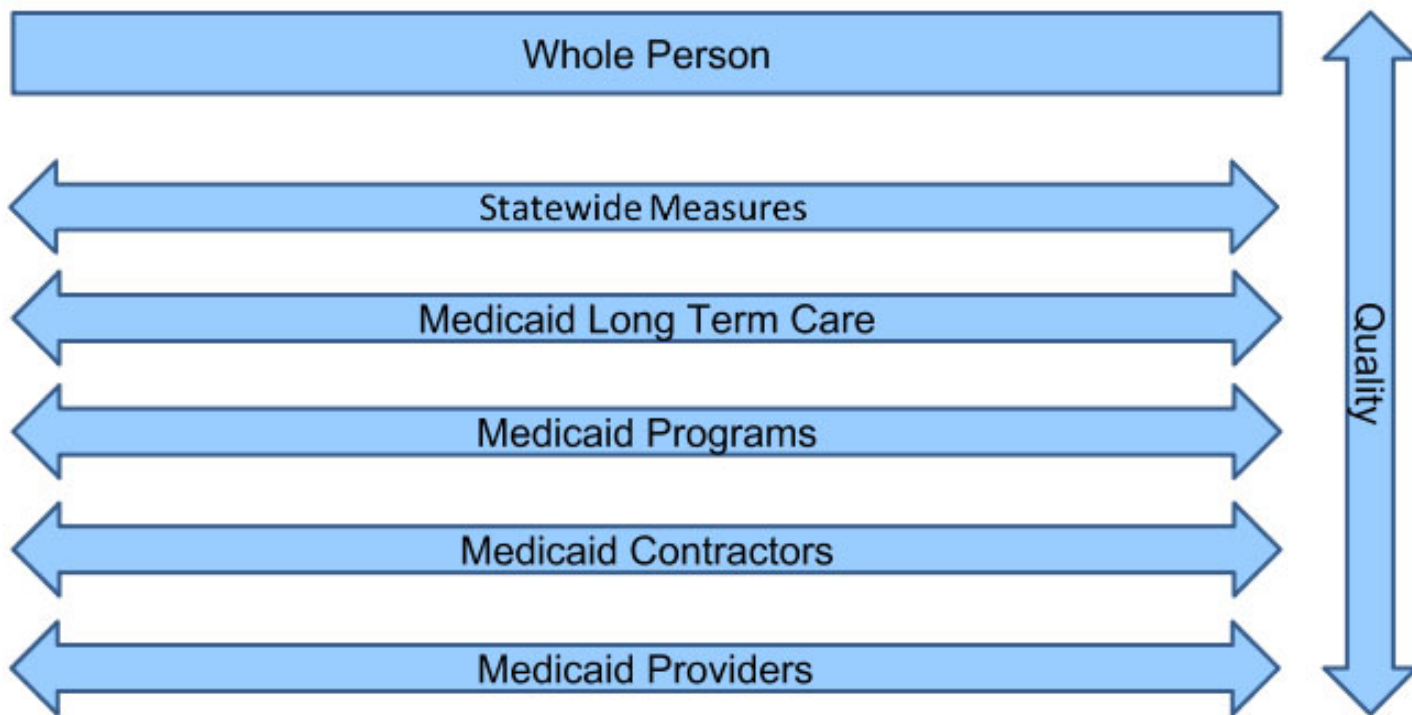 Whole Person
Statewide Measures
Medicaid Long Term Care
Medicaid Programs
Medicaid Contractors
Medicaid Providers
Quality